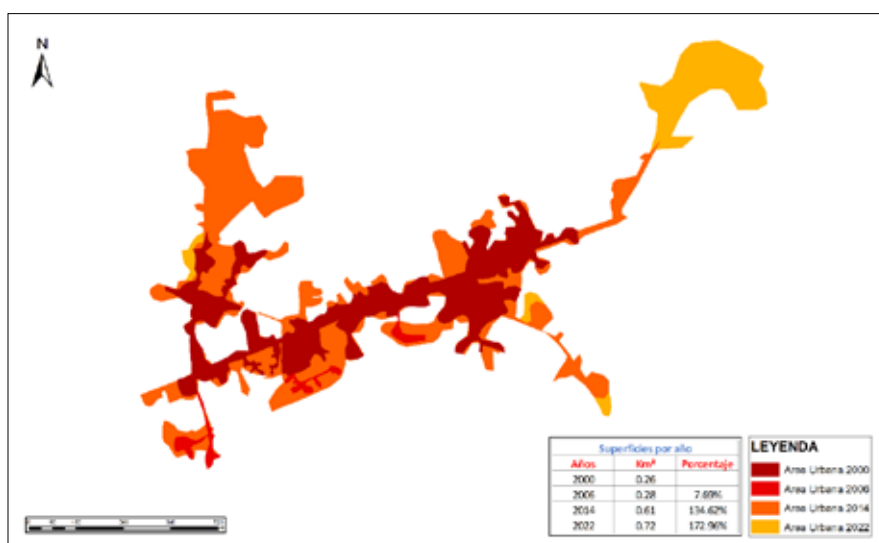 N
Superficies por año
Años Km² Porcentaje
2000 0.26
2006 0.28 7.69%
2014 0.61 134.62%
2022 0.72 172.96%
LEYENDA
Area Urbana 2000
Area Urbana 2006
Area Urbana 2014
Area Urbana 2022